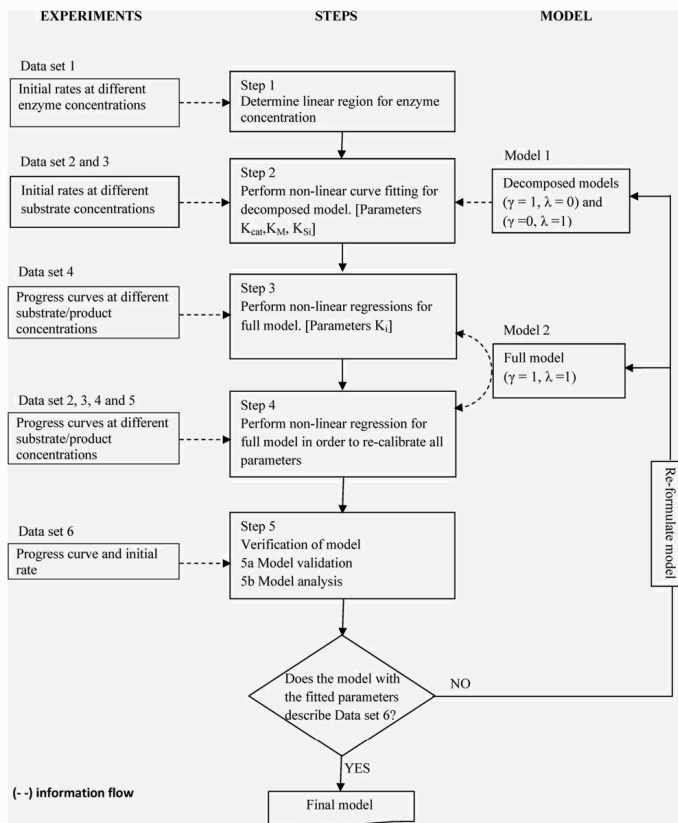 EXPERIMENTS
STEPS
MODEL
Data set 1
Initial rates at different
enzyme concentrations
Step 1
Determine linear region for enzyme
concentration
Data set 2 and 3
Initial rates at different
substrate concentrations
Step 2
Perform non-linear curve fitting for
decomposed model. [Parameters
Kcat,KM, KSi]
Model 1
Decomposed models
(γ = 1, λ = 0) and
(γ=0, λ =1)
Data set 4
Progress curves at different
substrate/product
concentrations
Step 3
Perform non-linear regressions for
full model. [Parameters Ki]
Model 2
Full model
(γ = 1, λ =1)
Data set 2, 3, 4 and 5
Progress curves at different
substrate/product
concentrations
Step 4
Perform non-linear regression for
full model in order to re-calibrate all
parameters
Re-formulate model
Data set 6
Progress curve and initial
rate
Step 5
Verification of model
5a Model validation
5b Model analysis
Does the model with
the fitted parameters
describe Data set 6?
NO
YES
(- -) information flow
Final model